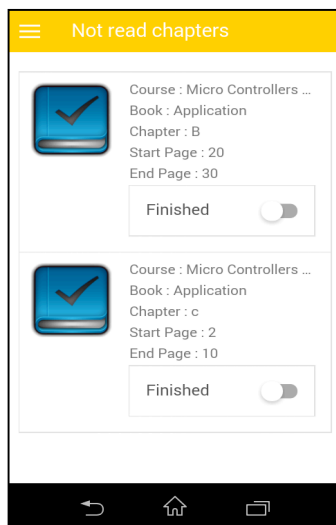 Not read chapters
Course : Micro Controllers ...
Book : Application
Chapter : B
Start Page : 20
End Page : 30
Finished
Course : Micro Controllers ...
Book : Application
Chapter : c
Start Page : 2
End Page : 10
Finished